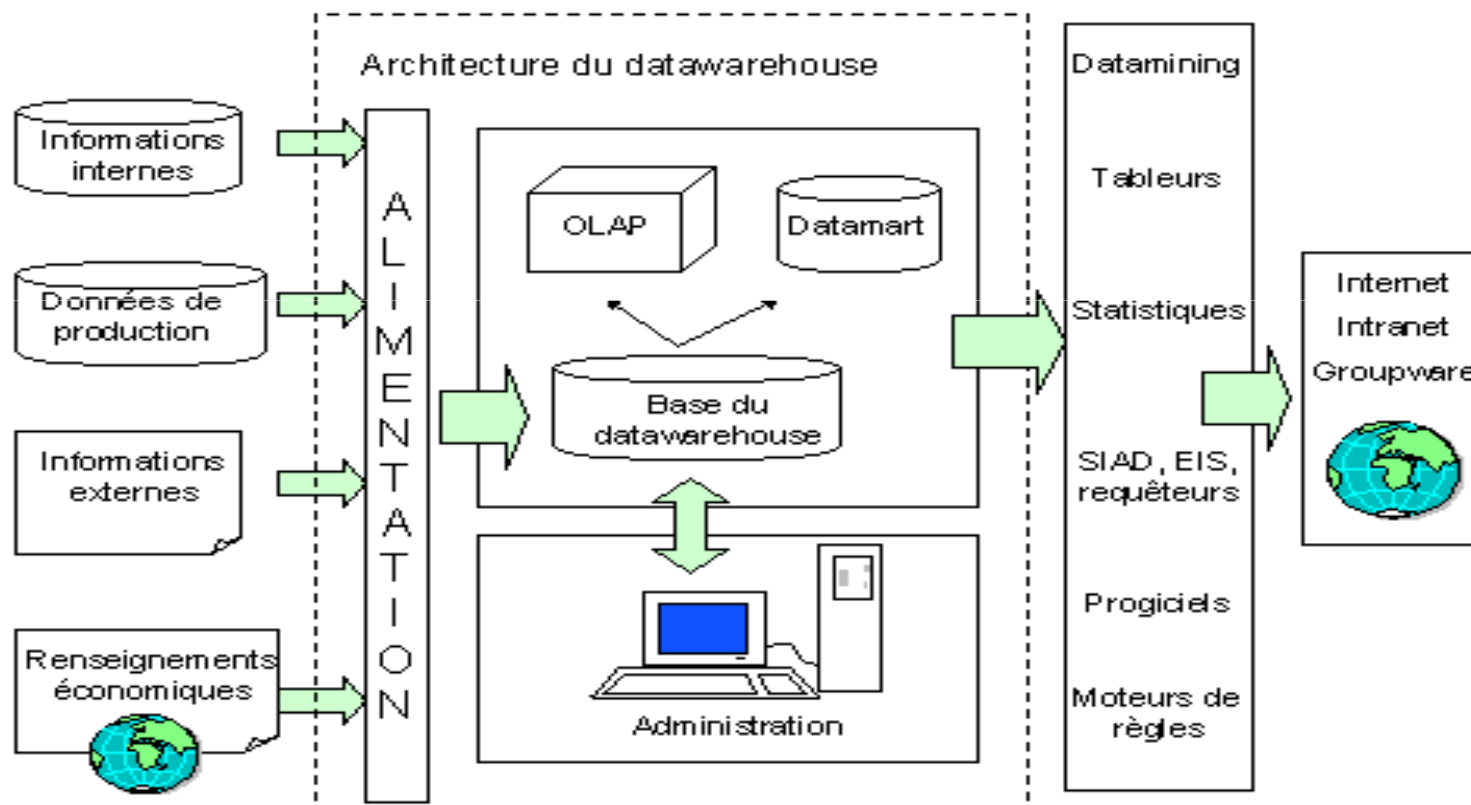 Architecture du datawarehouse
Informations
internes
Données de
production
Informations
externes
Renseignements
économiques
ALIMENTATION
OLAP
Datamart
Base du
datawarehouse
Administration
Datamining
Tableurs
Statistiques
SIAD, EIS,
requêteurs
Progiciels
Moteurs de
règles
Internet
Intranet
Groupware